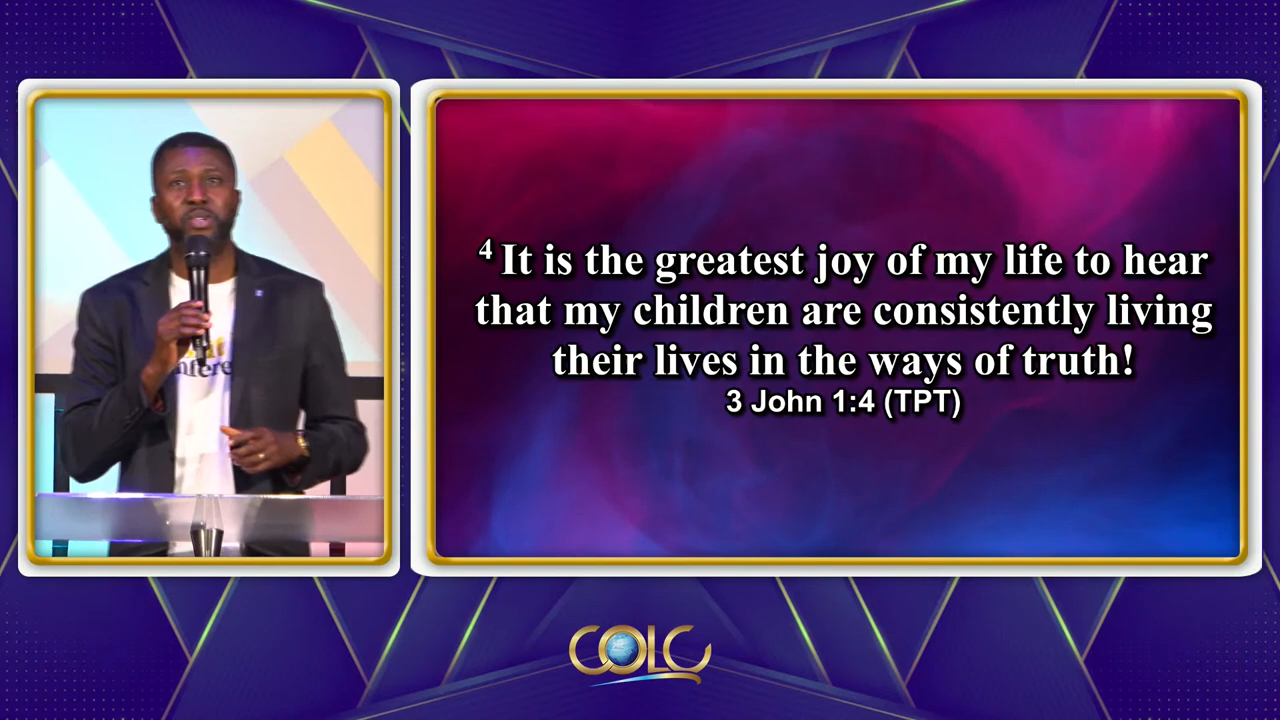 4 It is the greatest joy of my life to hear
that my children are consistently living
their lives in the ways of truth!
3 John 1:4 (TPT)
COLC